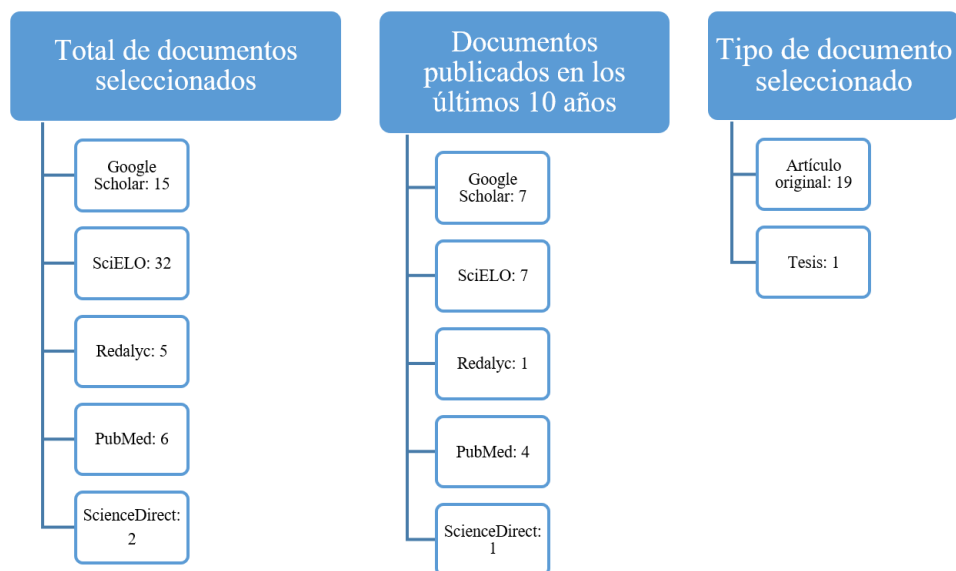 Total de documentos
seleccionados
Google
Scholar: 15
SciELO: 32
Redalyc: 5
PubMed: 6
ScienceDirect:
2
Documentos
publicados en los
últimos 10 años
Google
Scholar: 7
SciELO: 7
Redalyc: 1
PubMed: 4
ScienceDirect:
1
Tipo de documento
seleccionado
Artículo
original: 19
Tesis: 1